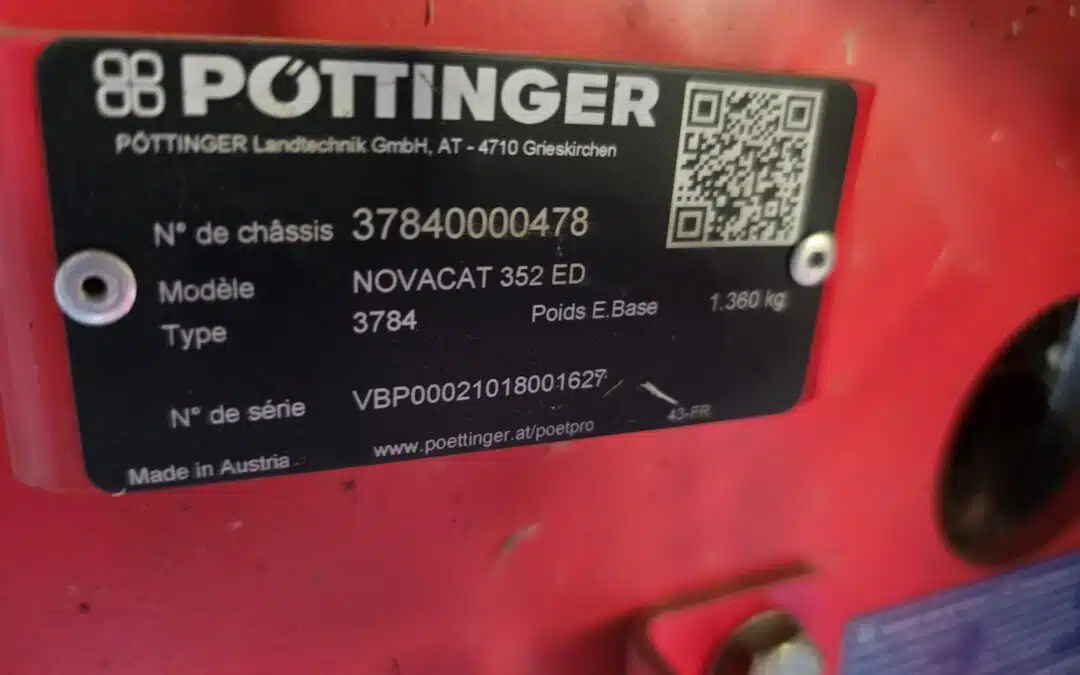 PÖTTINGER
PÖTTINGER Landtechnik GmbH, AT - 4710 Grieskirchen
N° de châssis 37840000478
Modèle NOVACAT 352 ED
Type 3784 Poids E.Base 1.360 kg
N° de série VBP00021018001627
43-FR
www.poettinger.at/poetpro
Made in Austria